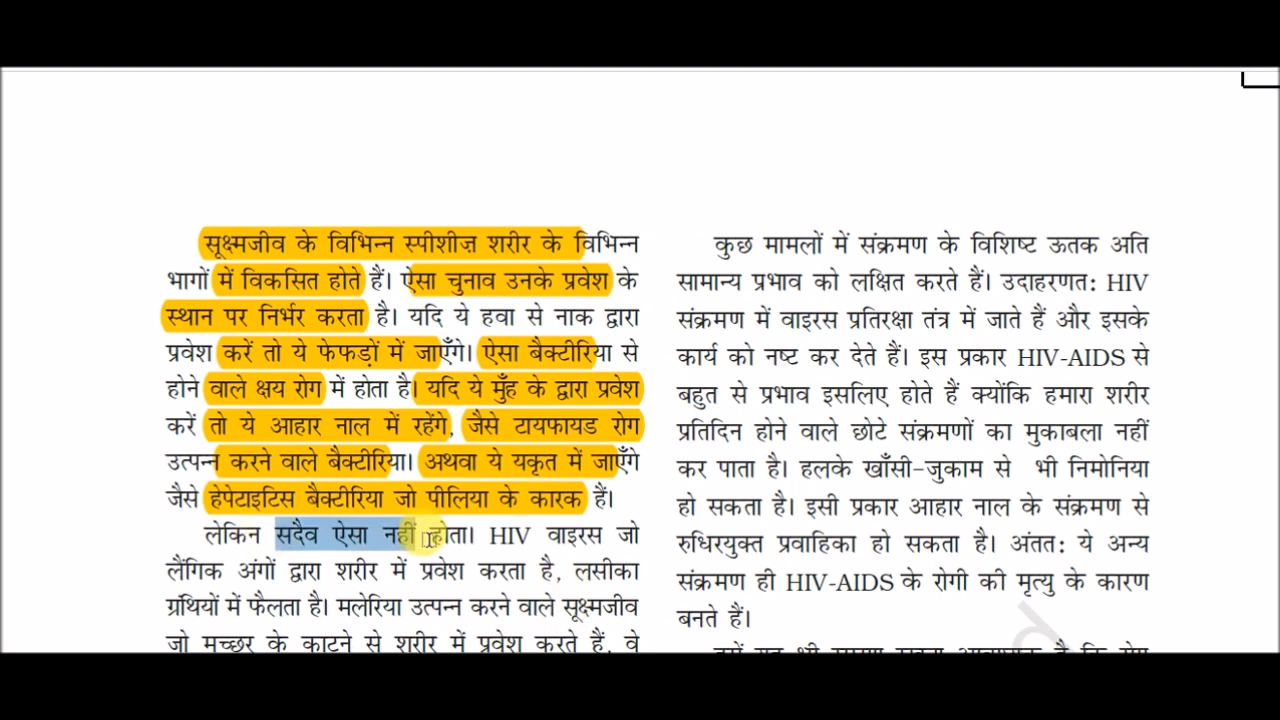 सूक्ष्मजीव के विभिन्न स्पीशीज़ शरीर के विभिन्न
भागों में विकसित होते हैं। ऐसा चुनाव उनके प्रवेश के
स्थान पर निर्भर करता है। यदि ये हवा से नाक द्वारा
प्रवेश करें तो ये फेफड़ों में जाएँगे। ऐसा बैक्टीरिया से
होने वाले क्षय रोग में होता है। यदि ये मुँह के द्वारा प्रवेश
करें तो ये आहार नाल में रहेंगे, जैसे टायफायड रोग
उत्पन्न करने वाले बैक्टीरिया। अथवा ये यकृत में जाएँगे
जैसे हेपेटाइटिस बैक्टीरिया जो पीलिया के कारक हैं।
लेकिन सदैव ऐसा नहीं होता। HIV वाइरस जो
लैंगिक अंगों द्वारा शरीर में प्रवेश करता है, लसीका
ग्रंथियों में फैलता है। मलेरिया उत्पन्न करने वाले सूक्ष्मजीव
जो मच्छर के काटने से शरीर में प्रवेश करते हैं, वे
कुछ मामलों में संक्रमण के विशिष्ट ऊतक अति
सामान्य प्रभाव को लक्षित करते हैं। उदाहरणत: HIV
संक्रमण में वाइरस प्रतिरक्षा तंत्र में जाते हैं और इसके
कार्य को नष्ट कर देते हैं। इस प्रकार HIV-AIDS से
बहुत से प्रभाव इसलिए होते हैं क्योंकि हमारा शरीर
प्रतिदिन होने वाले छोटे संक्रमणों का मुकाबला नहीं
कर पाता है। हलके खाँसी-जुकाम से भी निमोनिया
हो सकता है। इसी प्रकार आहार नाल के संक्रमण से
रुधिरयुक्त प्रवाहिका हो सकता है। अंतत: ये अन्य
संक्रमण ही HIV-AIDS के रोगी की मृत्यु के कारण
बनते हैं।